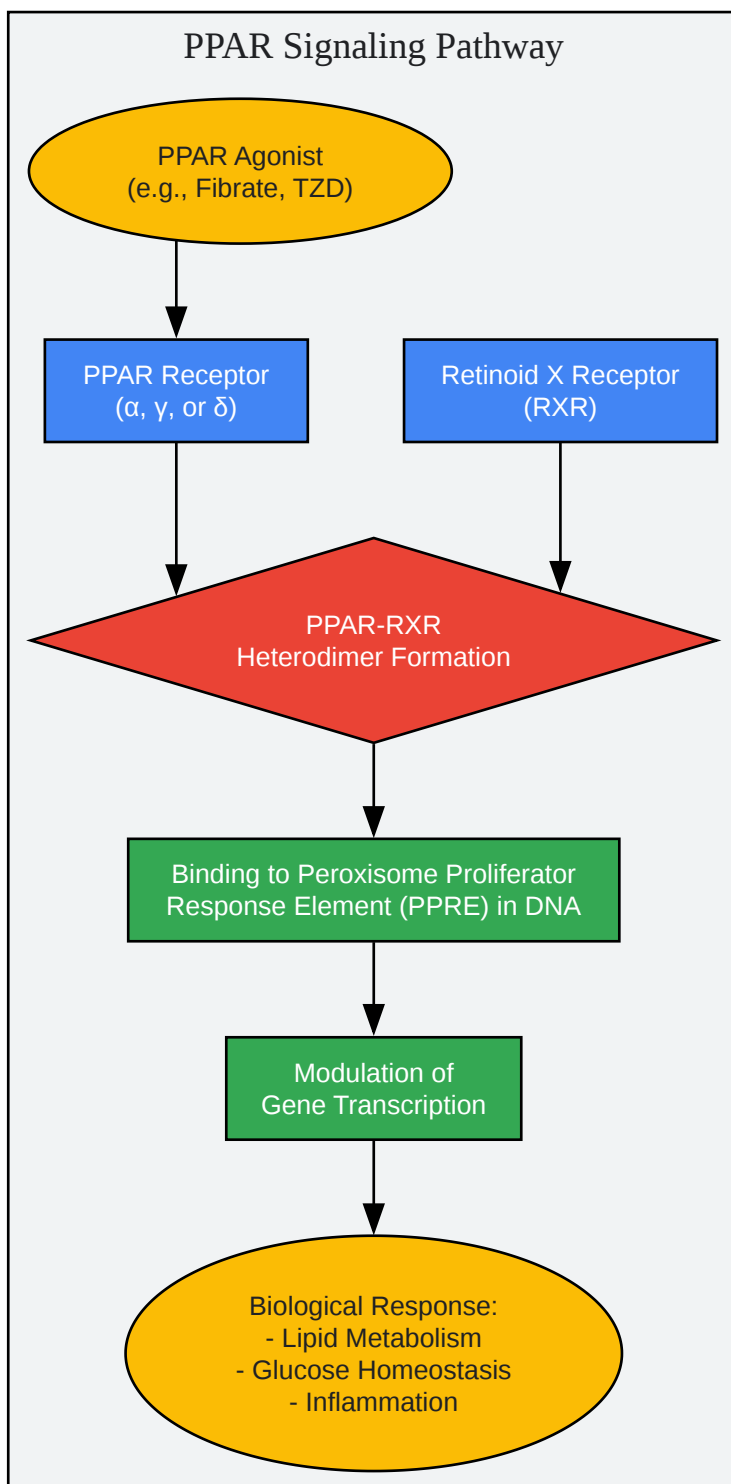 PPAR Signaling Pathway
PPAR Agonist
(e.g., Fibrate, TZD)
PPAR Receptor
(α, γ, or δ)
Retinoid X Receptor
(RXR)
PPAR-RXR
Heterodimer Formation
Binding to Peroxisome Proliferator
Response Element (PPRE) in DNA
Modulation of
Gene Transcription
Biological Response:
- Lipid Metabolism
- Glucose Homeostasis
- Inflammation